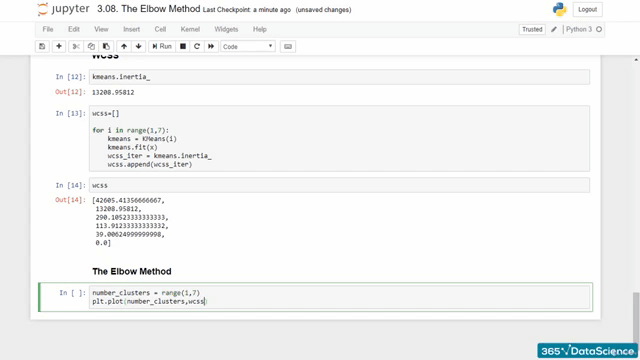 jupyter 3.08. The Elbow Method Last Checkpoint: a minute ago (unsaved changes) Logout
File Edit View Insert Cell Kernel Widgets Help Trusted Python 3
Run Code
WCSS
In [12] kmeans.inertia_
Out[12] 13208.95812
In [13] wcss=[]
for i in range(1,7):
kmeans = KMeans(i)
kmeans.fit(x)
wcss_iter = kmeans.inertia_
wcss.append(wcss_iter)
In [14] wcss
Out[14] [42605.41356666667,
13208.95812,
290.10523333333333,
113.91233333333332,
39.00624999999998,
0.0]
The Elbow Method
In [ ]: number_clusters = range(1,7)
plt.plot(number_clusters,wcss)
365 DataScience